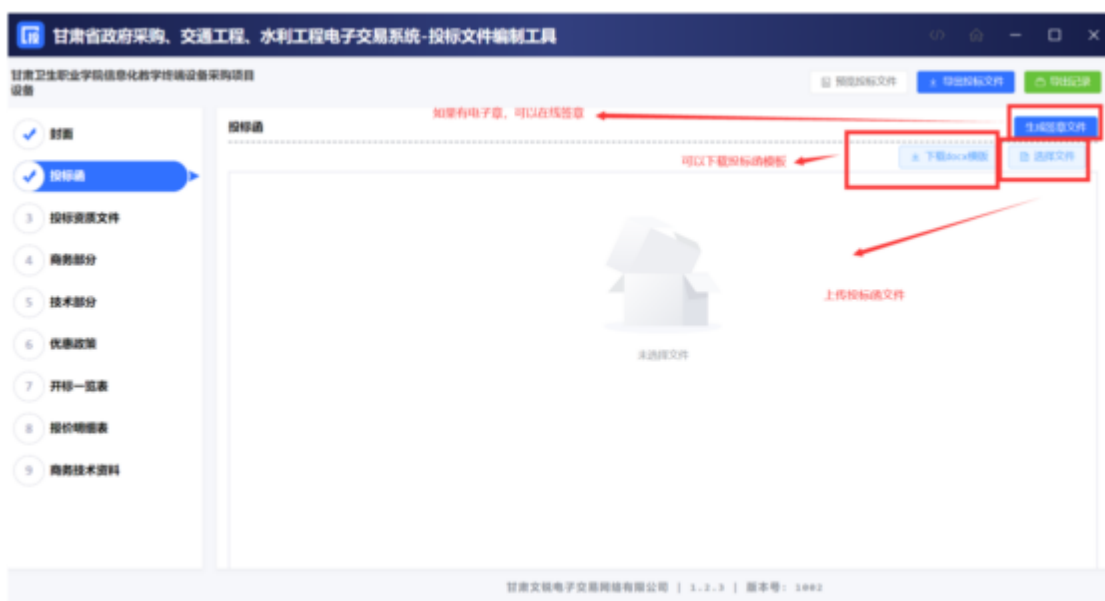 甘肃省政府采购、交通工程、水利工程电子交易系统-投标文件编制工具
甘肃卫生职业学院信息化教学终端设备采购项目
设备
预览投标文件
导出投标文件
导出记录
封面
投标函
3 投标资质文件
4 商务部分
5 技术部分
6 优惠政策
7 开标一览表
8 报价明细表
9 商务技术资料
投标函
如果有电子章，可以在线签章
生成签章文件
可以下载投标函模板
下载docx模版
选择文件
上传投标函文件
未选择文件
甘肃文锐电子交易网络有限公司 | 1.2.3 | 版本号: 1002